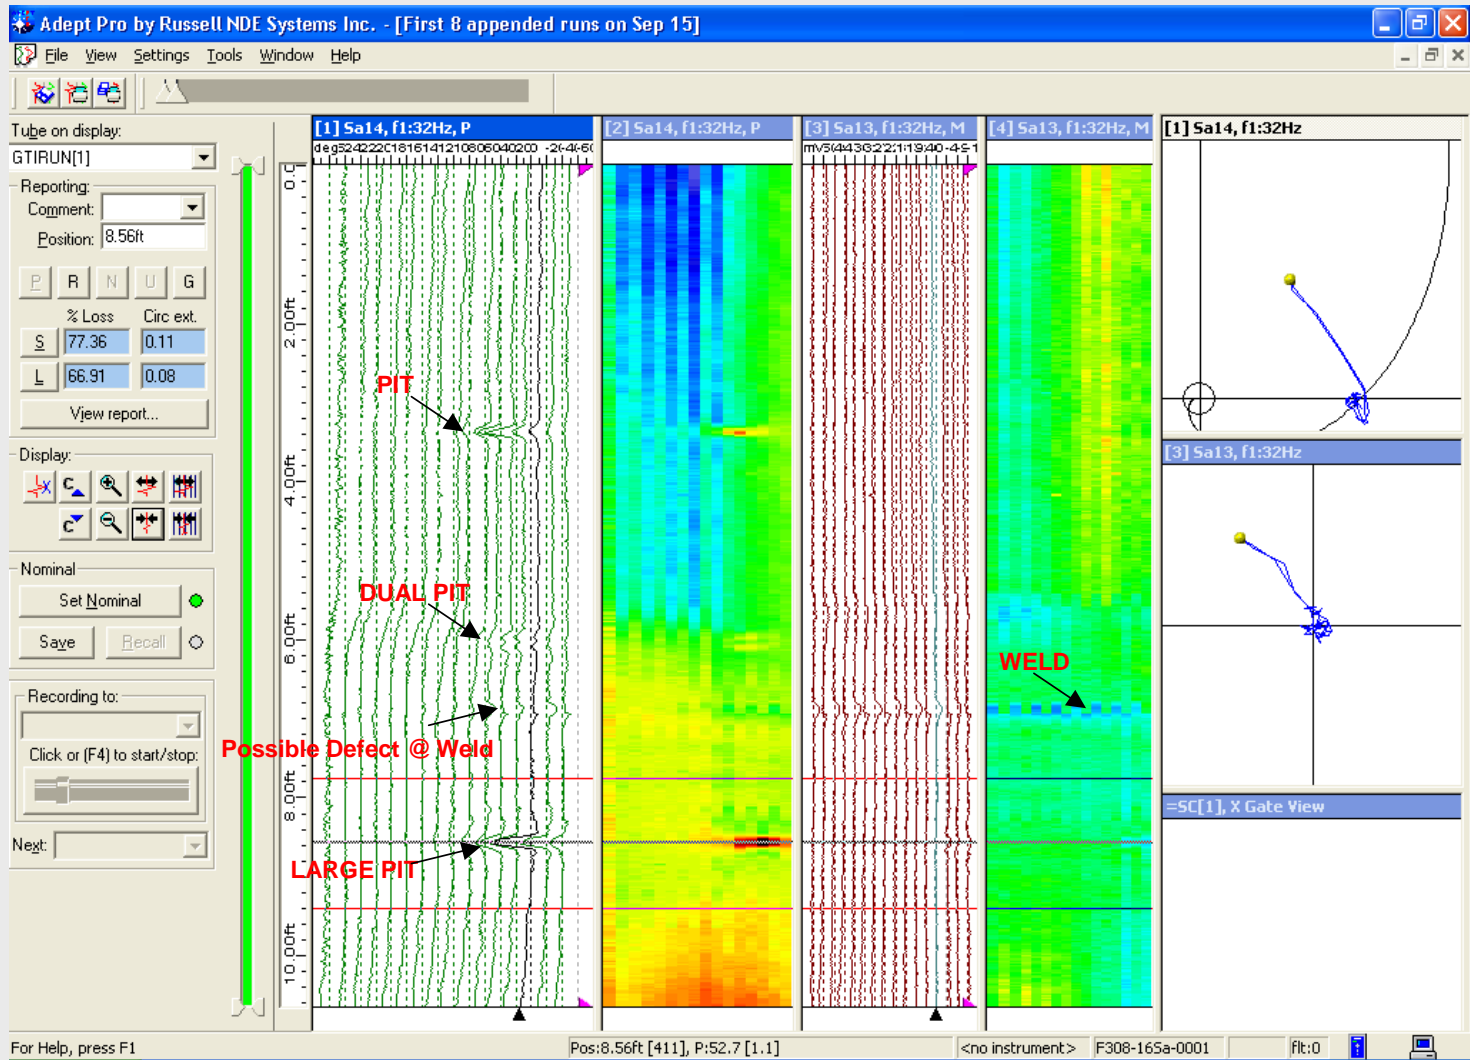 Adept Pro by Russell NDE Systems Inc. - [First 8 appended runs on Sep 15]
File View Settings Tools Window Help
Tube on display:
GTIRUN[1]
Reporting:
Comment:
Position: 8.56ft
P R N U G
% Loss Circ ext.
S 77.36 0.11
L 66.91 0.08
View report...
Display:
C
C
Nominal
Set Nominal
Save Recall
Recording to:
Click or (F4) to start/stop:
Next:
[1] Sa14, f1:32Hz, P
0.0
2.00ft
4.00ft
6.00ft
8.00ft
10.00ft
PIT
DUAL PIT
Possible Defect @ Weld
LARGE PIT
[2] Sa14, f1:32Hz, P
[3] Sa13, f1:32Hz, M
[4] Sa13, f1:32Hz, M
WELD
[1] Sa14, f1:32Hz
[3] Sa13, f1:32Hz
=SC[1], X Gate View
For Help, press F1
Pos:8.56ft [411], P:52.7 [1.1]
<no instrument>
F308-165a-0001
flt:0